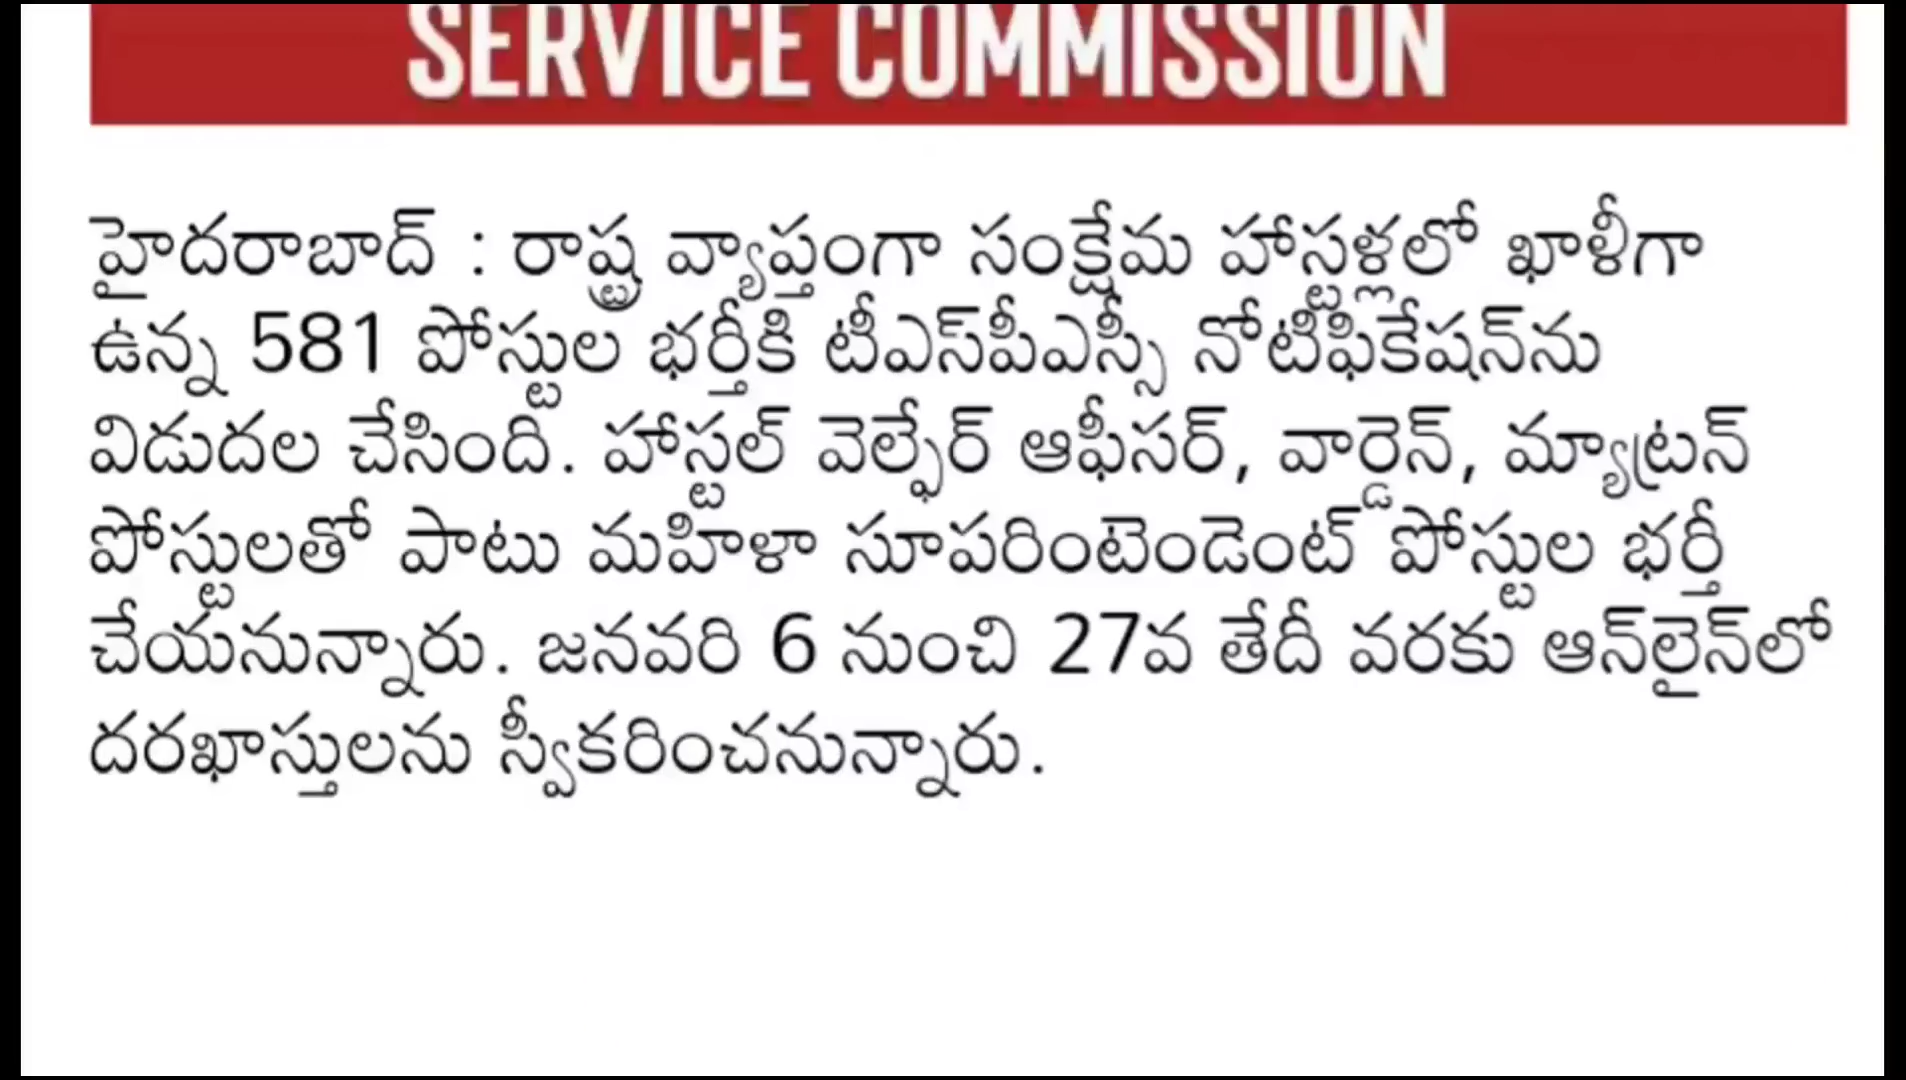 SERVICE COMMISSION
హైదరాబాద్ : రాష్ట్ర వ్యాప్తంగా సంక్షేమ హాస్టళ్లలో ఖాళీగా
ఉన్న 581 పోస్టుల భర్తీకి టీఎస్‌పీఎస్సీ నోటిఫికేషన్‌ను
విడుదల చేసింది. హాస్టల్ వెల్ఫేర్ ఆఫీసర్, వార్డెన్, మ్యాట్రన్
పోస్టులతో పాటు మహిళా సూపరింటెండెంట్ పోస్టుల భర్తీ
చేయనున్నారు. జనవరి 6 నుంచి 27వ తేదీ వరకు ఆన్‌లైన్‌లో
దరఖాస్తులను స్వీకరించనున్నారు.